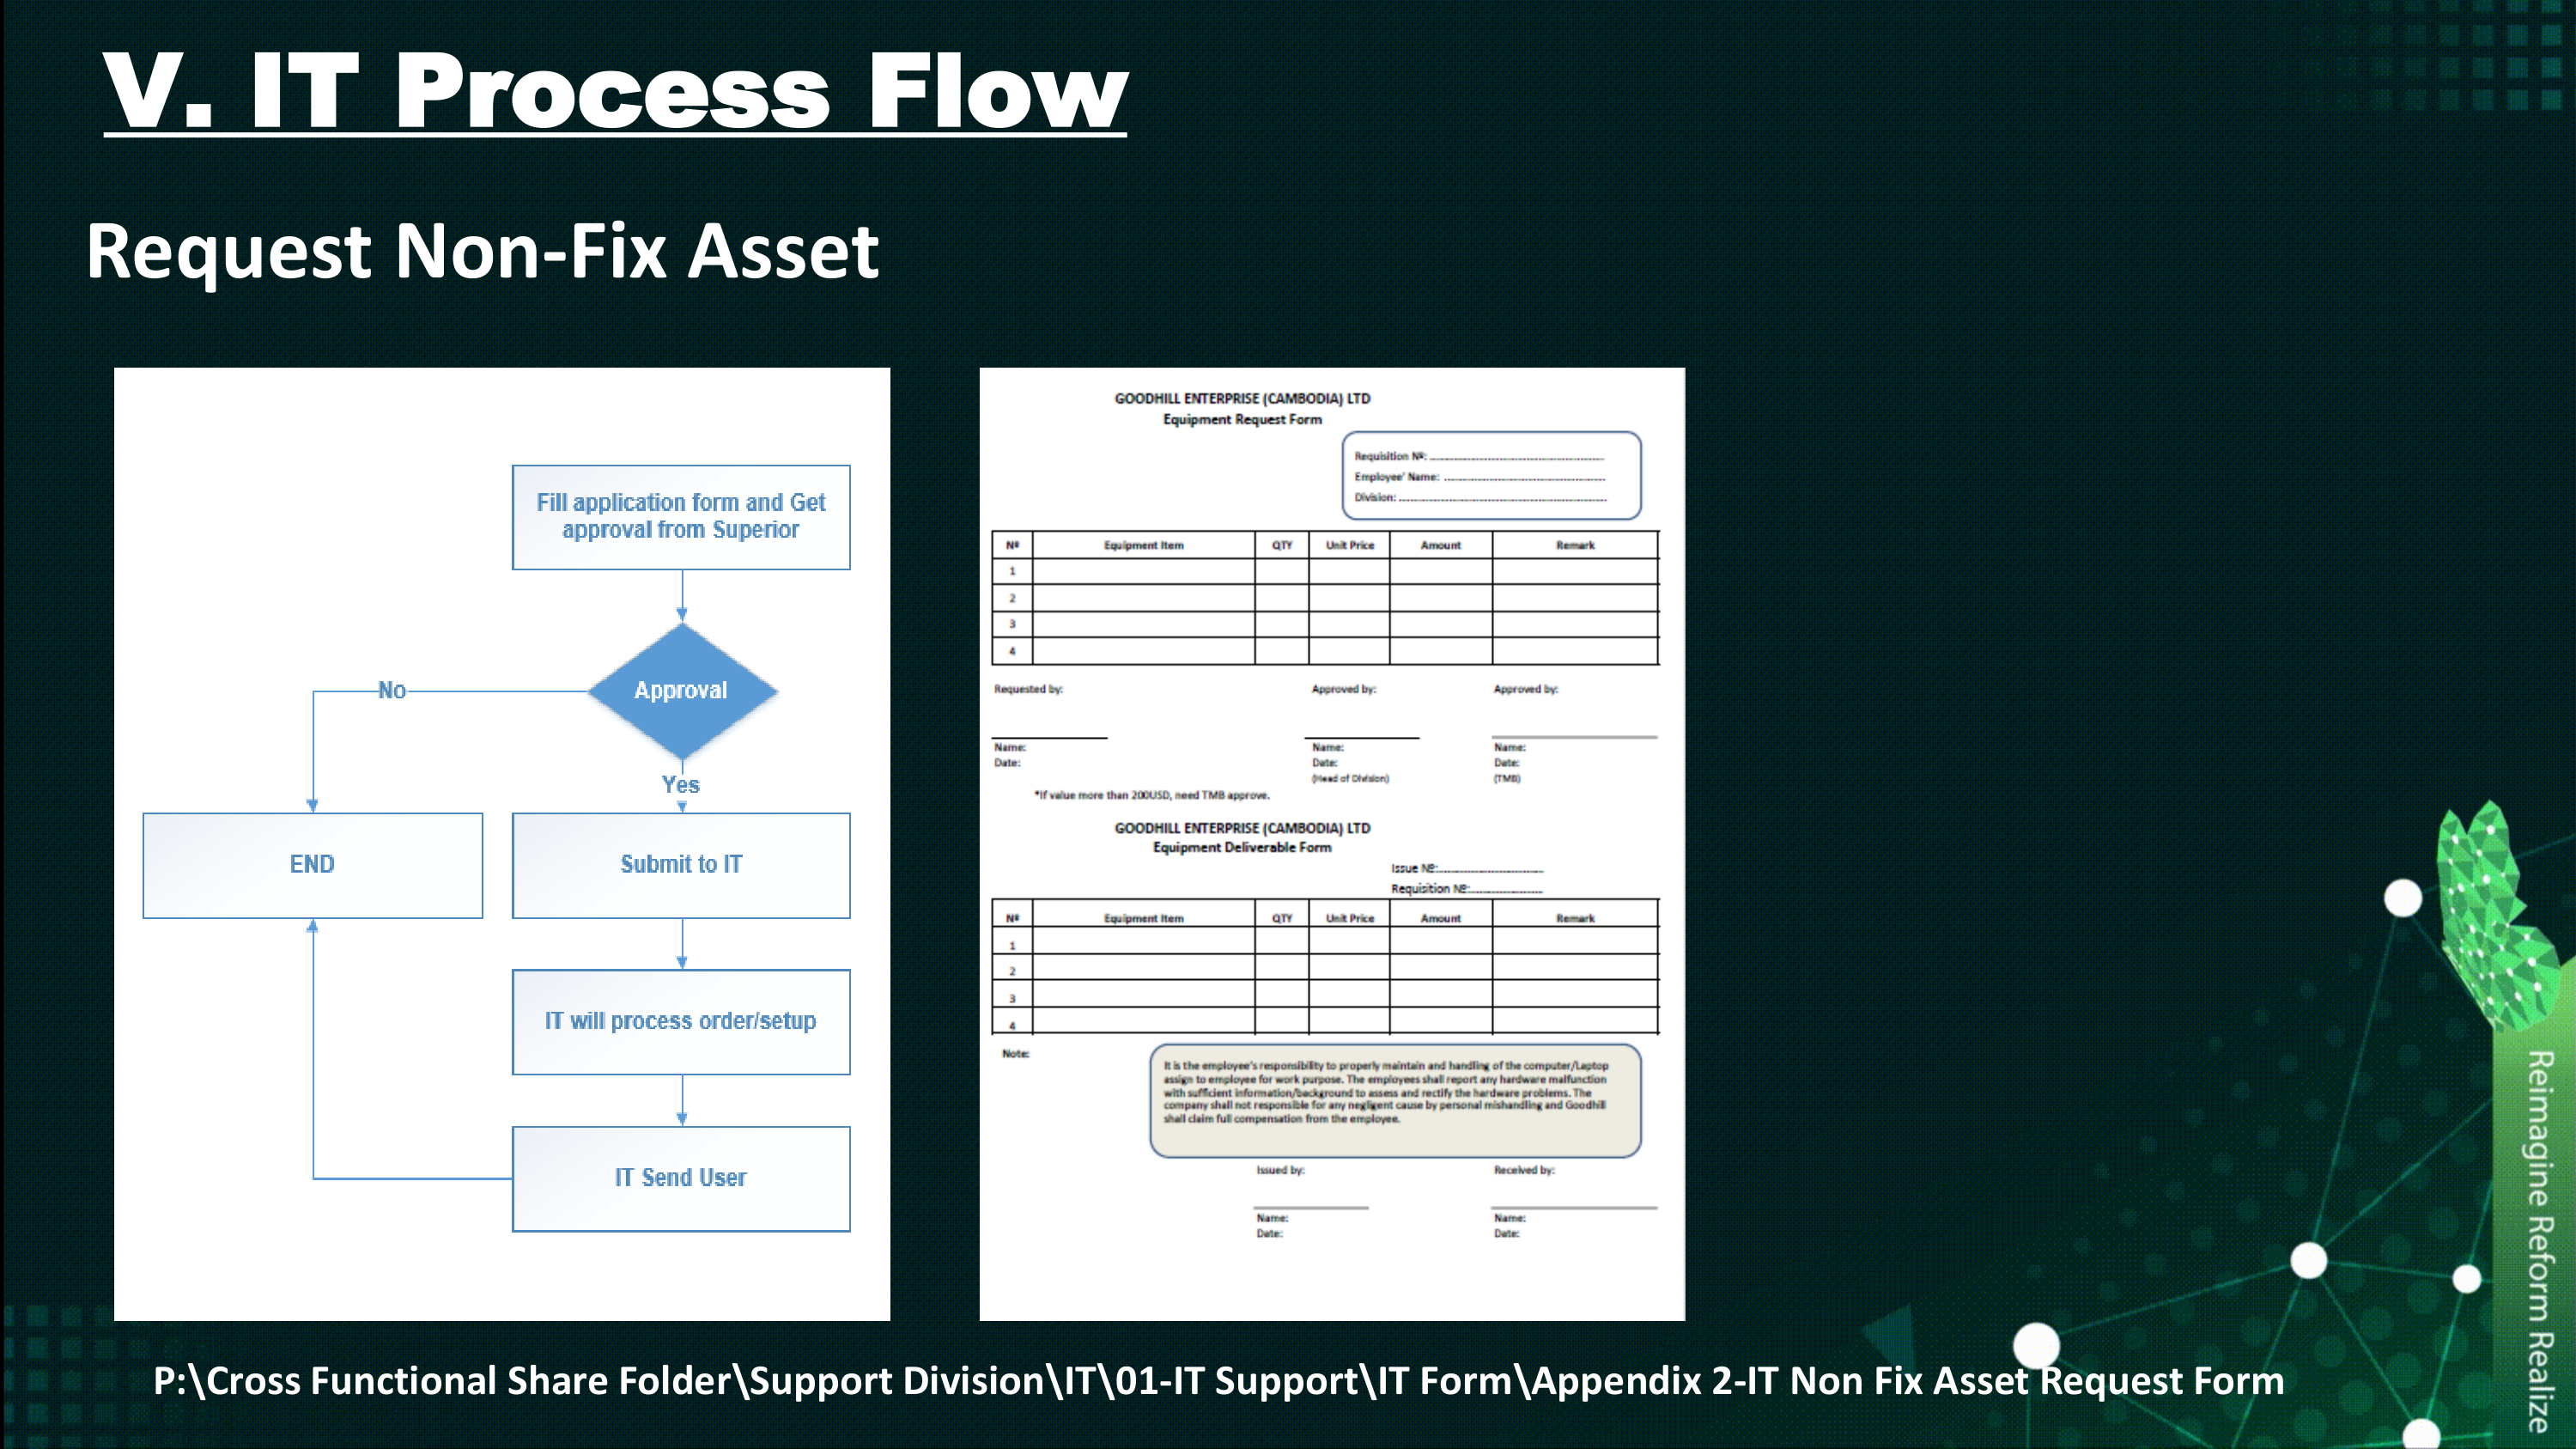 V. IT Process Flow
Request Non-Fix Asset
Fill application form and Get
approval from Superior
Approval
No
Yes
END
Submit to IT
IT will process order/setup
IT Send User
GOODHILL ENTERPRISE (CAMBODIA) LTD
Equipment Request Form
Requisition Nº: ........................................
Employee' Name: ........................................
Division: ........................................
Nº Equipment Item QTY Unit Price Amount Remark
1
2
3
4
Requested by: Approved by: Approved by:
Name: Name: Name:
Date: Date: Date:
(Head of Division) (TMB)
*If value more than 200USD, need TMB approve.
GOODHILL ENTERPRISE (CAMBODIA) LTD
Equipment Deliverable Form
Issue Nº:..............................
Requisition Nº:....................
Nº Equipment Item QTY Unit Price Amount Remark
1
2
3
4
Note:
It is the employee's responsibility to properly maintain and handling of the computer/Laptop
assign to employee for work purpose. The employees shall report any hardware malfunction
with sufficient information/background to assess and rectify the hardware problems. The
company shall not responsible for any negligent cause by personal mishandling and Goodhill
shall claim full compensation from the employee.
Issued by: Received by:
Name: Name:
Date: Date:
P:\Cross Functional Share Folder\Support Division\IT\01-IT Support\IT Form\Appendix 2-IT Non Fix Asset Request Form
Reimagine Reform Realize